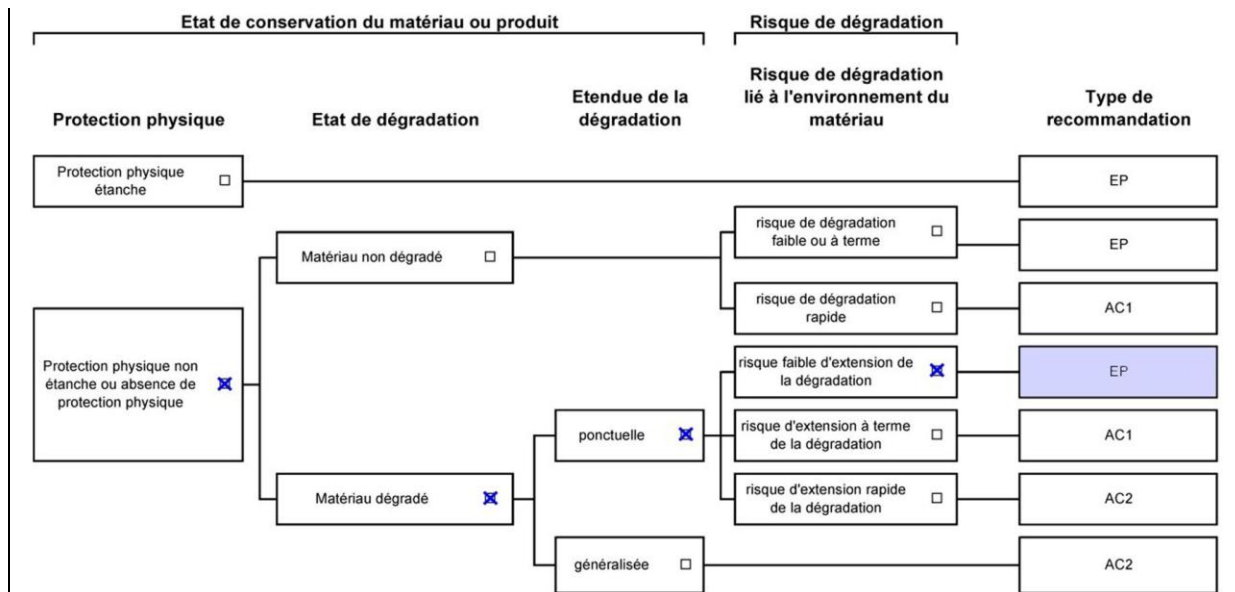 Etat de conservation du matériau ou produit
Risque de dégradation
Protection physique
Etat de dégradation
Etendue de la
dégradation
Risque de dégradation
lié à l'environnement du
matériau
Type de
recommandation
Protection physique
étanche
EP
Matériau non dégradé
risque de dégradation
faible ou à terme
EP
risque de dégradation
rapide
AC1
Protection physique non
étanche ou absence de
protection physique
risque faible d'extension de
la dégradation
EP
ponctuelle
risque d'extension à terme
de la dégradation
AC1
Matériau dégradé
risque d'extension rapide
de la dégradation
AC2
généralisée
AC2